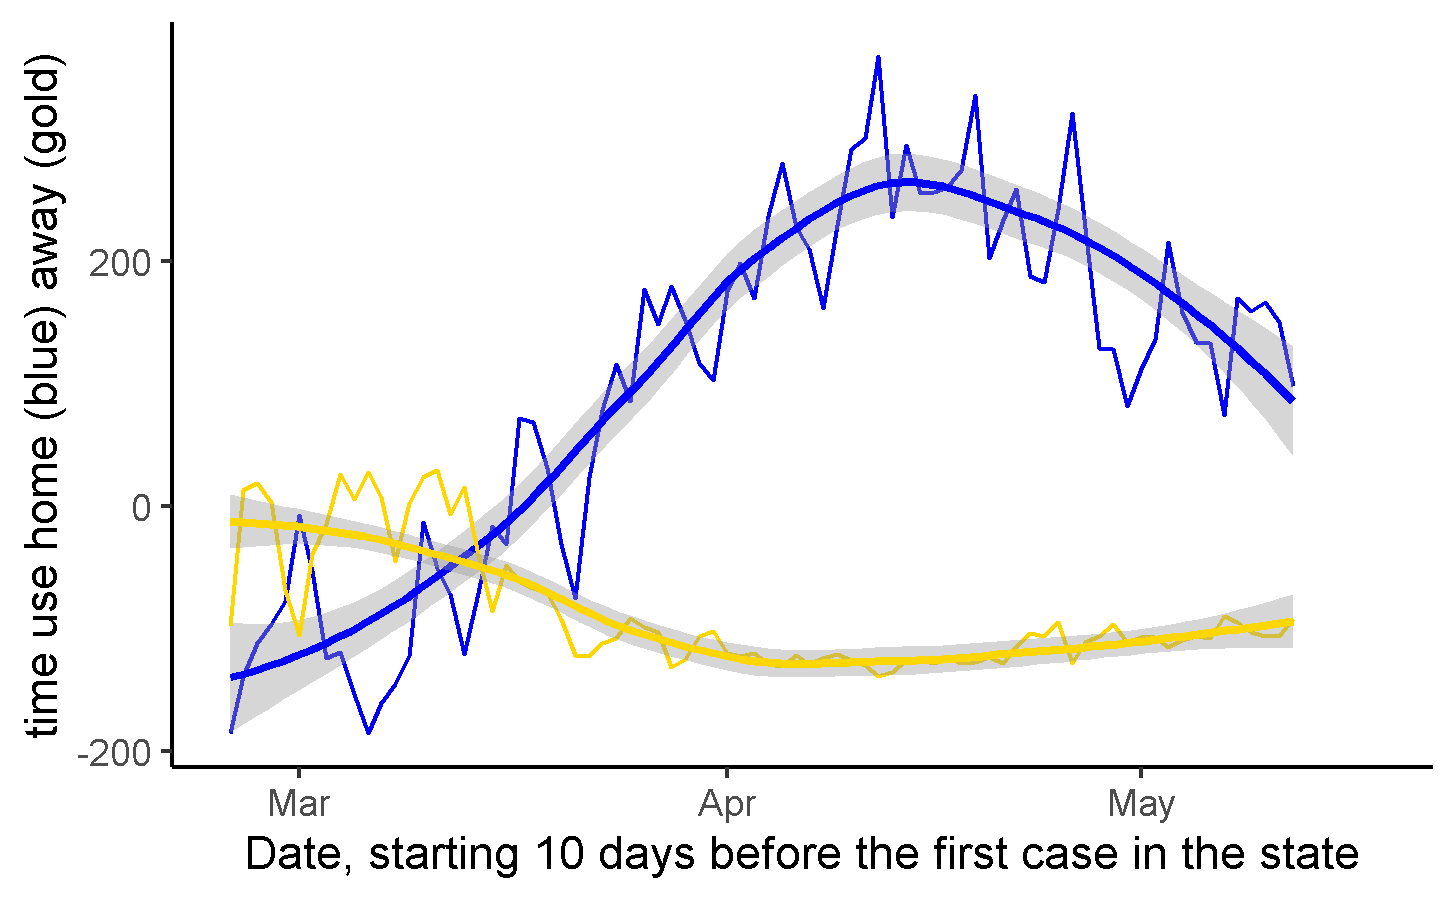 time use home (blue) away (gold)
200
0
-200
Mar Apr May
Date, starting 10 days before the first case in the state